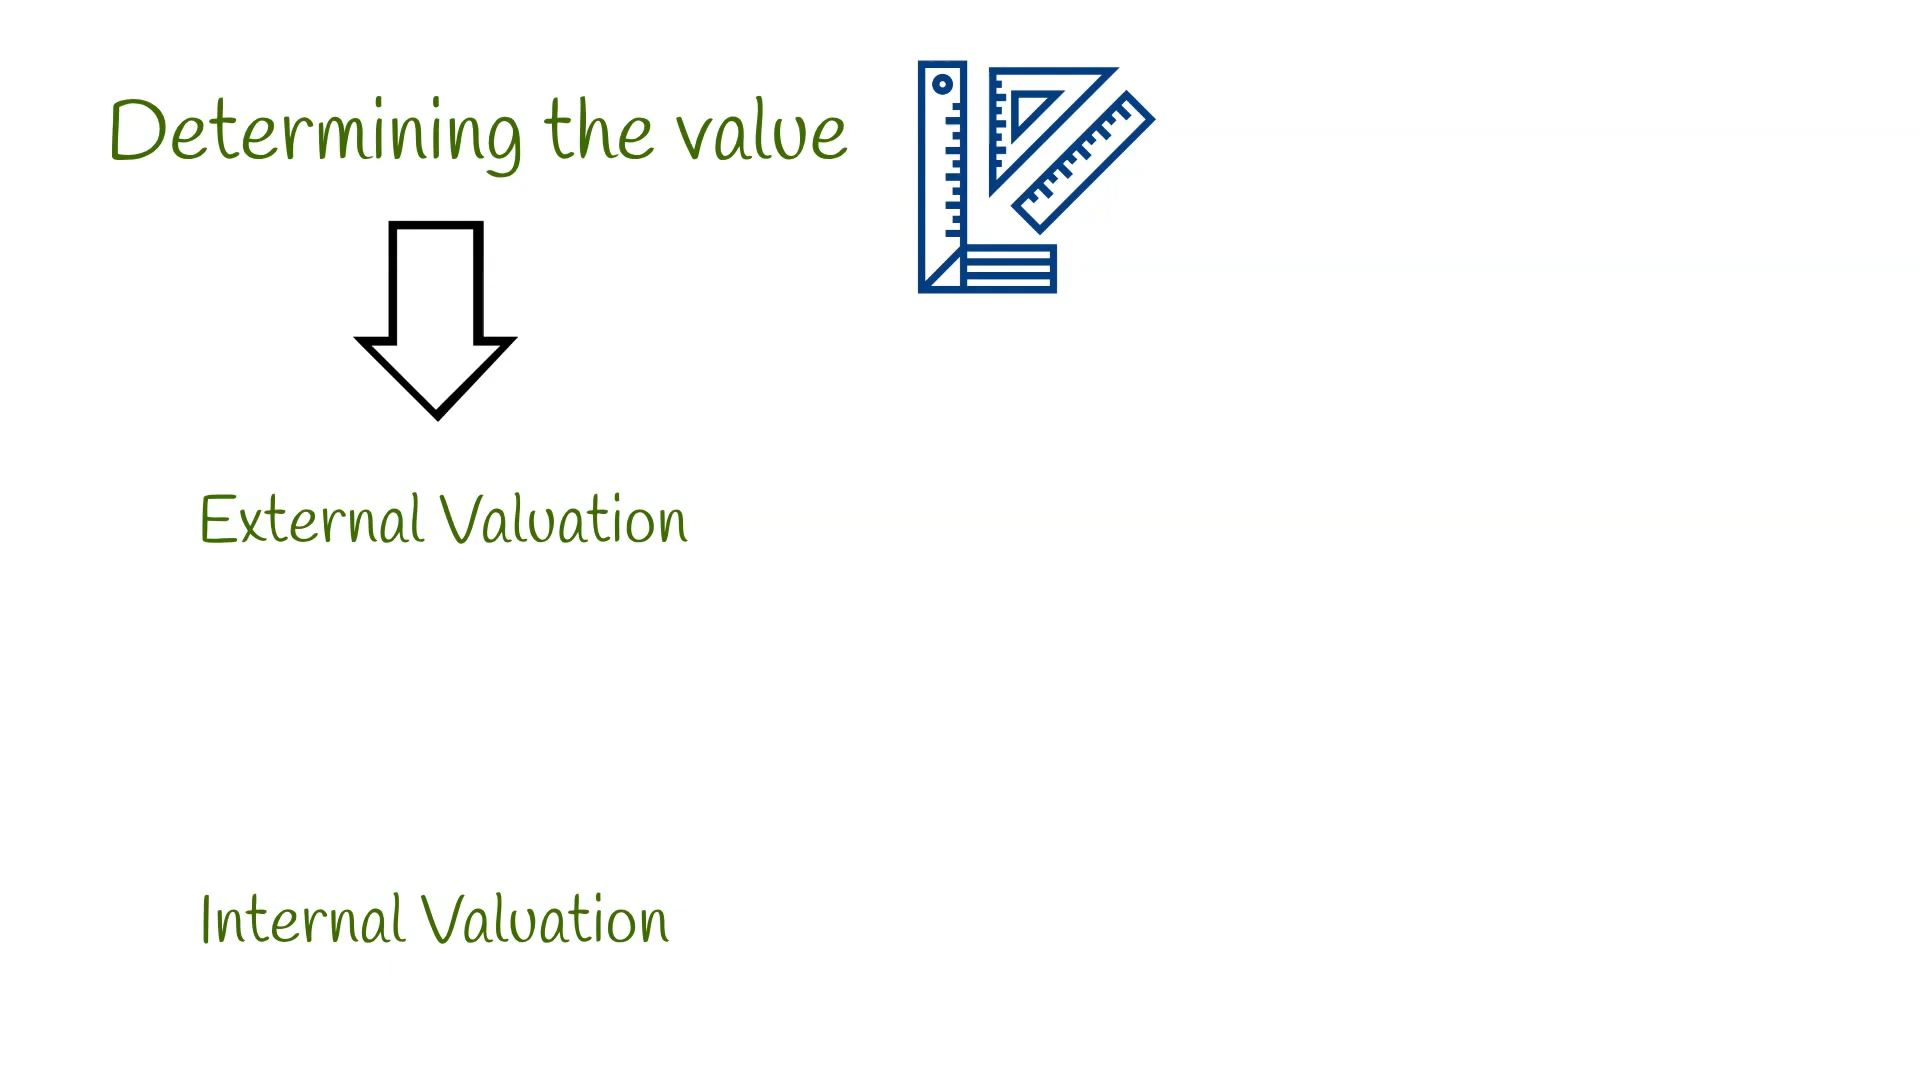 Determining the value
External Valuation
Internal Valuation